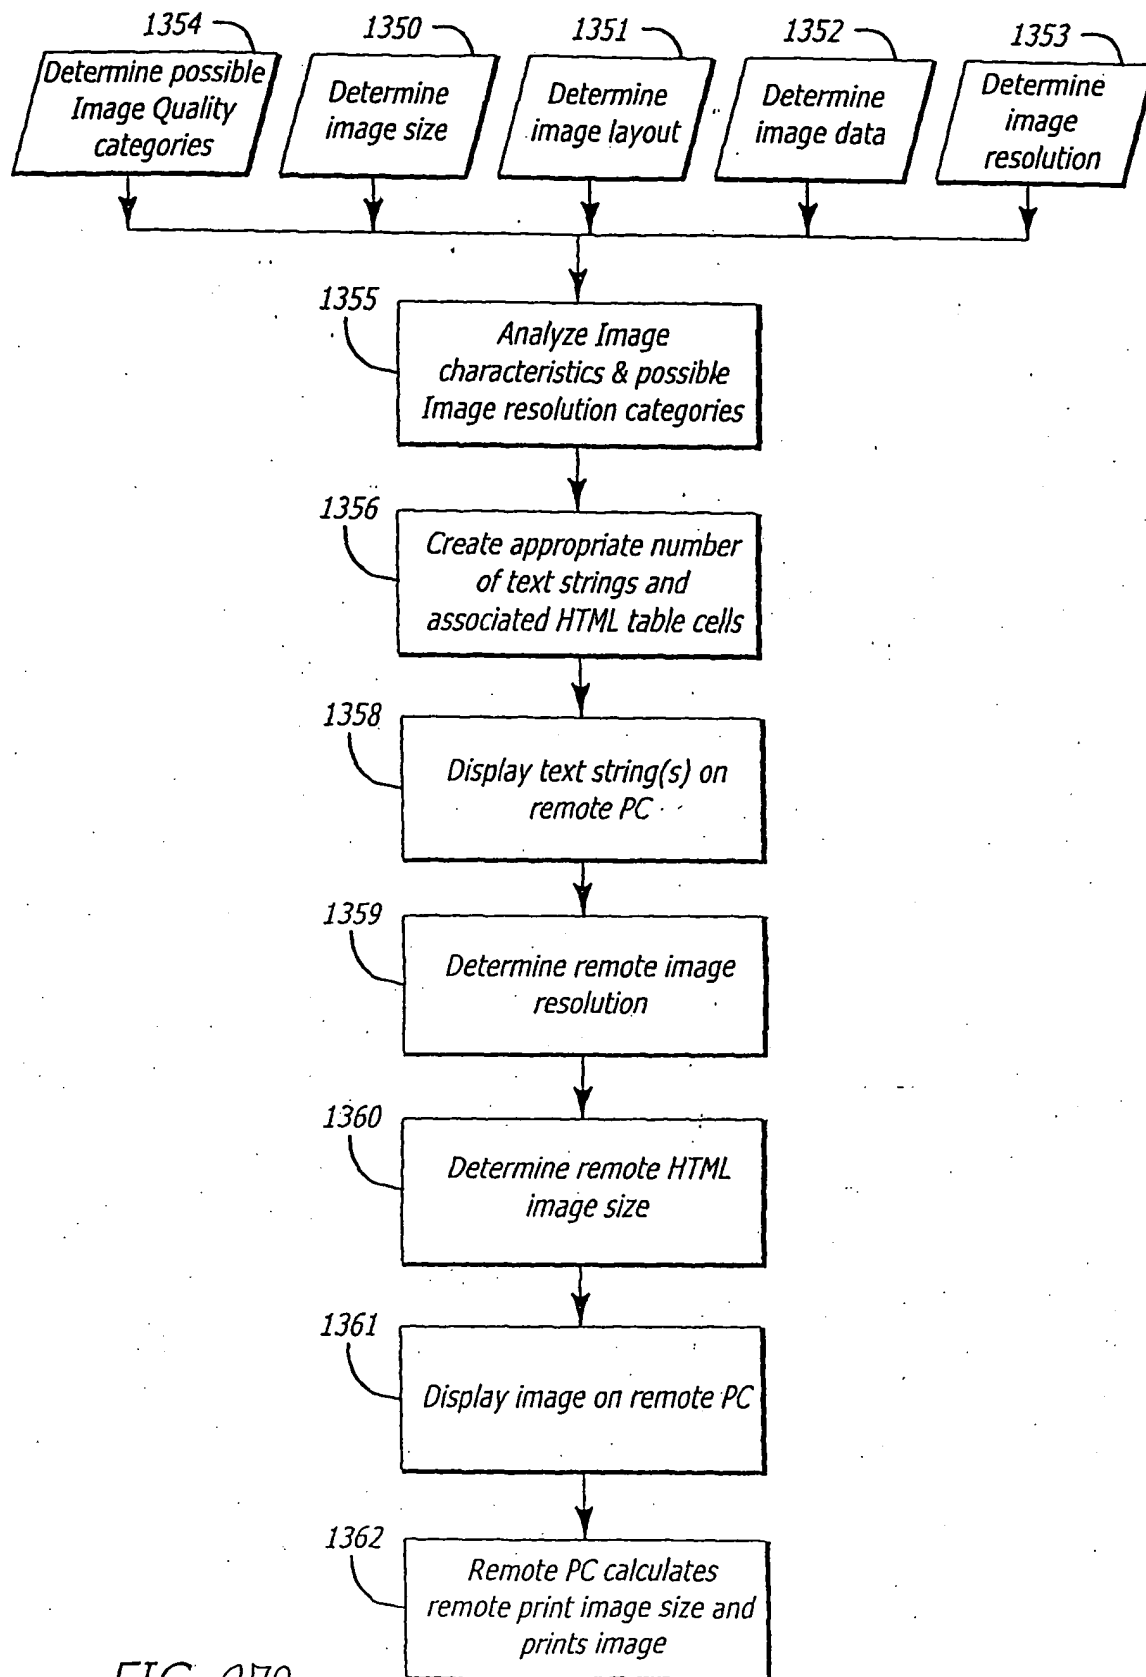 1354
1350
1351
1352
1353
Determine possible
Image Quality
categories
Determine
image size
Determine
image layout
Determine
image data
Determine
image
resolution
1355
Analyze Image
characteristics & possible
Image resolution categories
1356
Create appropriate number
of text strings and
associated HTML table cells
1358
Display text string(s) on
remote PC
1359
Determine remote image
resolution
1360
Determine remote HTML
image size
1361
Display image on remote PC
1362
Remote PC calculates
remote print image size and
prints image
FIG.